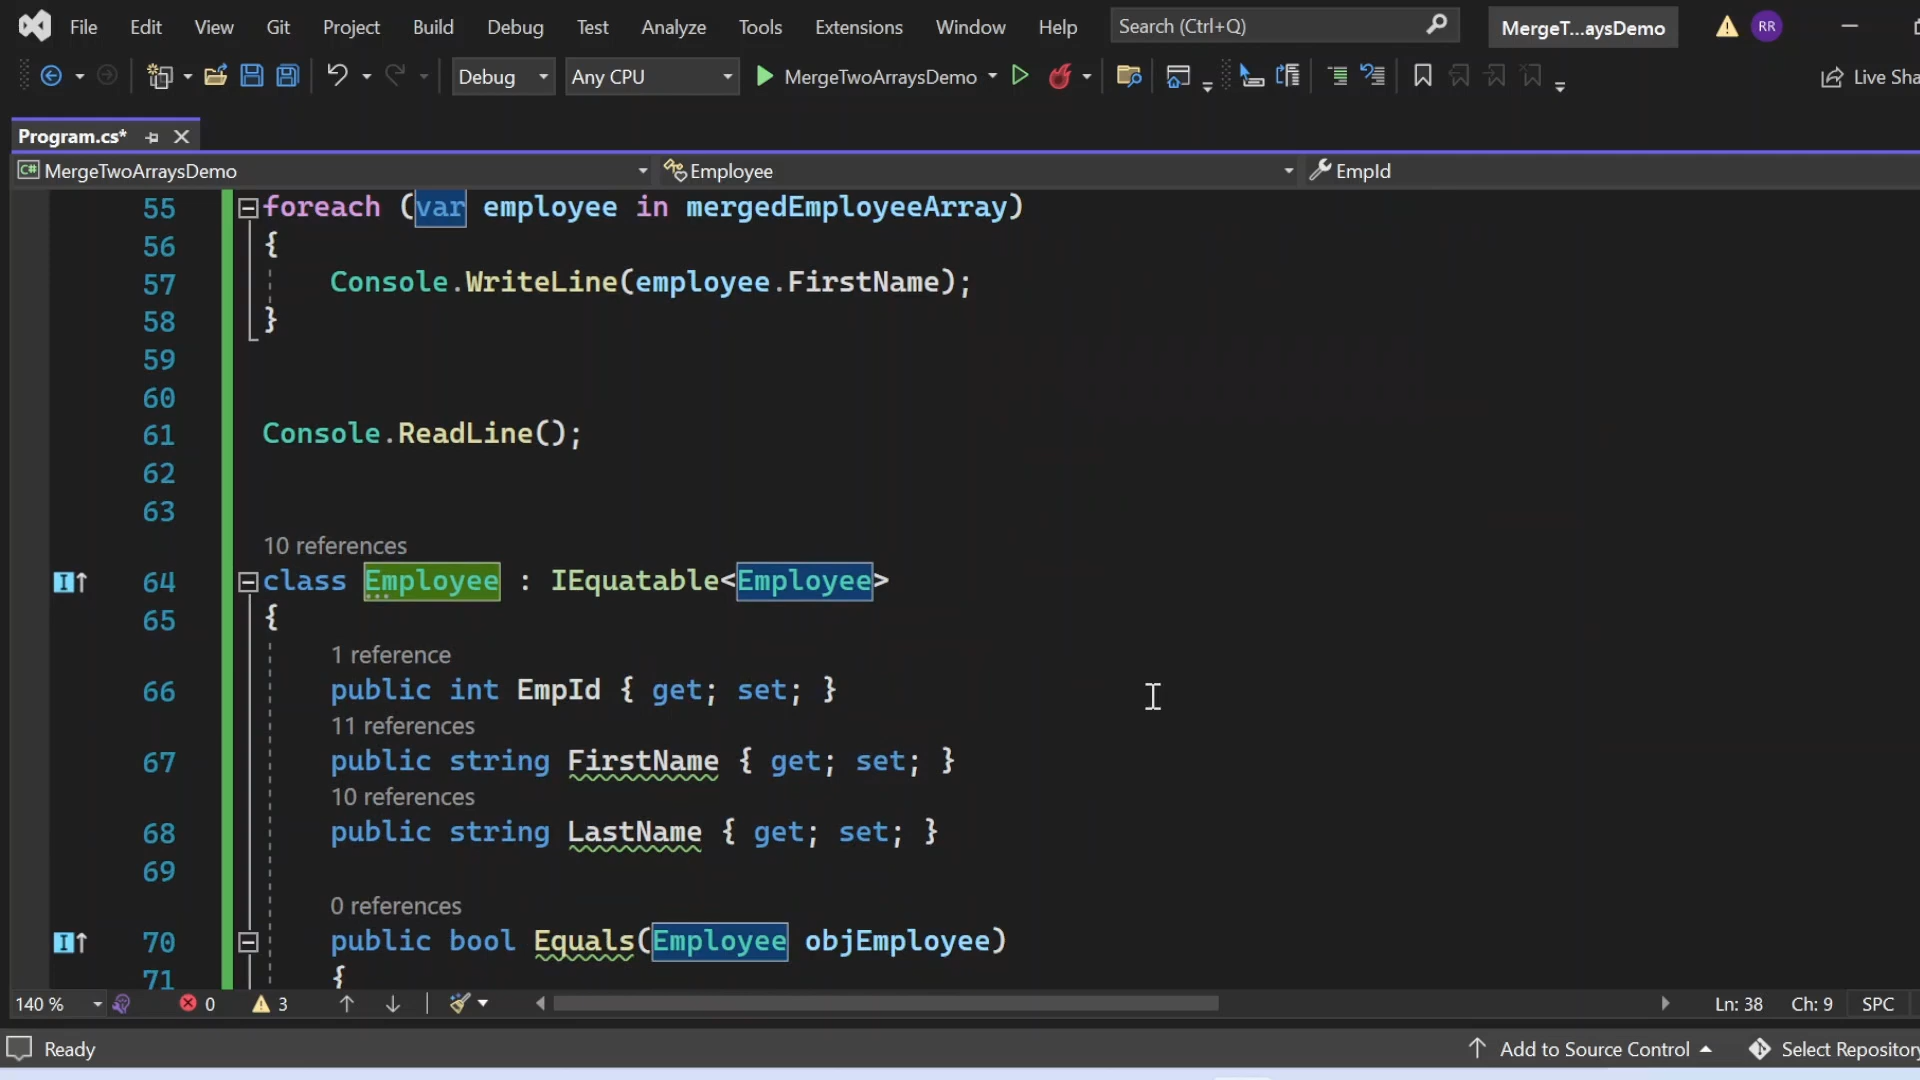 File Edit View Git Project Build Debug Test Analyze Tools Extensions Window Help Search (Ctrl+Q) MergeT...aysDemo RR
Debug Any CPU MergeTwoArraysDemo Live Sha
Program.cs*
C# MergeTwoArraysDemo Employee EmpId
55 foreach (var employee in mergedEmployeeArray)
56 {
57 Console.WriteLine(employee.FirstName);
58 }
59
60
61 Console.ReadLine();
62
63
10 references
64 class Employee : IEquatable<Employee>
65 {
1 reference
66 public int EmpId { get; set; }
11 references
67 public string FirstName { get; set; }
10 references
68 public string LastName { get; set; }
69
0 references
70 public bool Equals(Employee objEmployee)
71 {
140 % 0 3 Ln: 38 Ch: 9 SPC
Ready Add to Source Control Select Repository